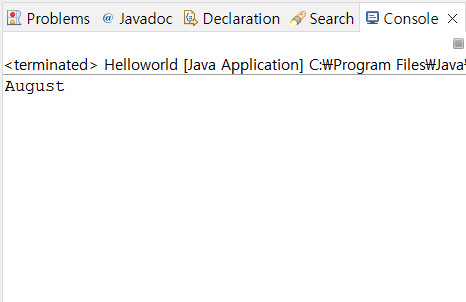 Problems @ Javadoc Declaration Search Console
<terminated> Helloworld [Java Application] C:₩Program Files₩Java₩
August